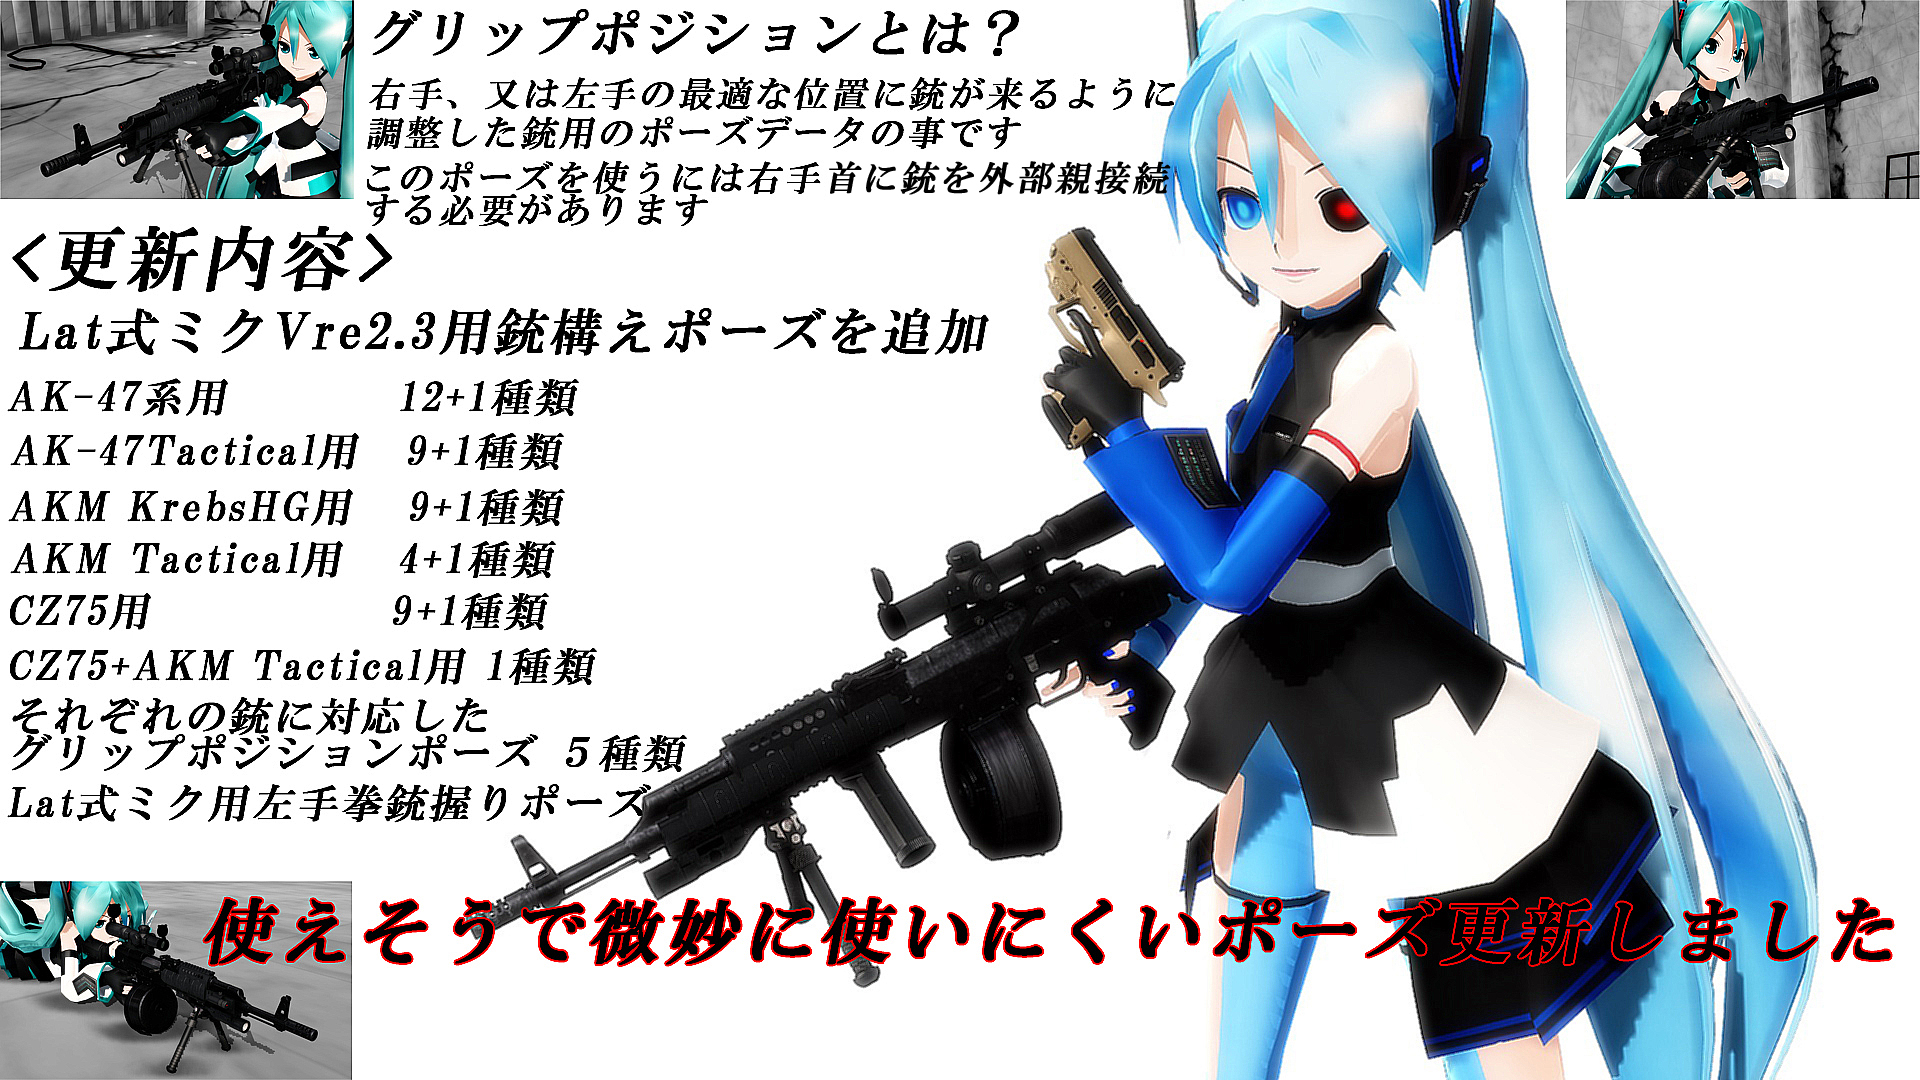 グリップポジションとは？
右手、又は左手の最適な位置に銃が来るように
調整した銃用のポーズデータの事です
このポーズを使うには右手首に銃を外部親接続
する必要があります
<更新内容>
Lat式ミクVre2.3用銃構えポーズを追加
AK-47系用 12+1種類
AK-47Tactical用 9+1種類
AKM KrebsHG用 9+1種類
AKM Tactical用 4+1種類
CZ75用 9+1種類
CZ75+AKM Tactical用 1種類
それぞれの銃に対応した
グリップポジションポーズ ５種類
Lat式ミク用左手拳銃握りポーズ
使えそうで微妙に使いにくいポーズ更新しました